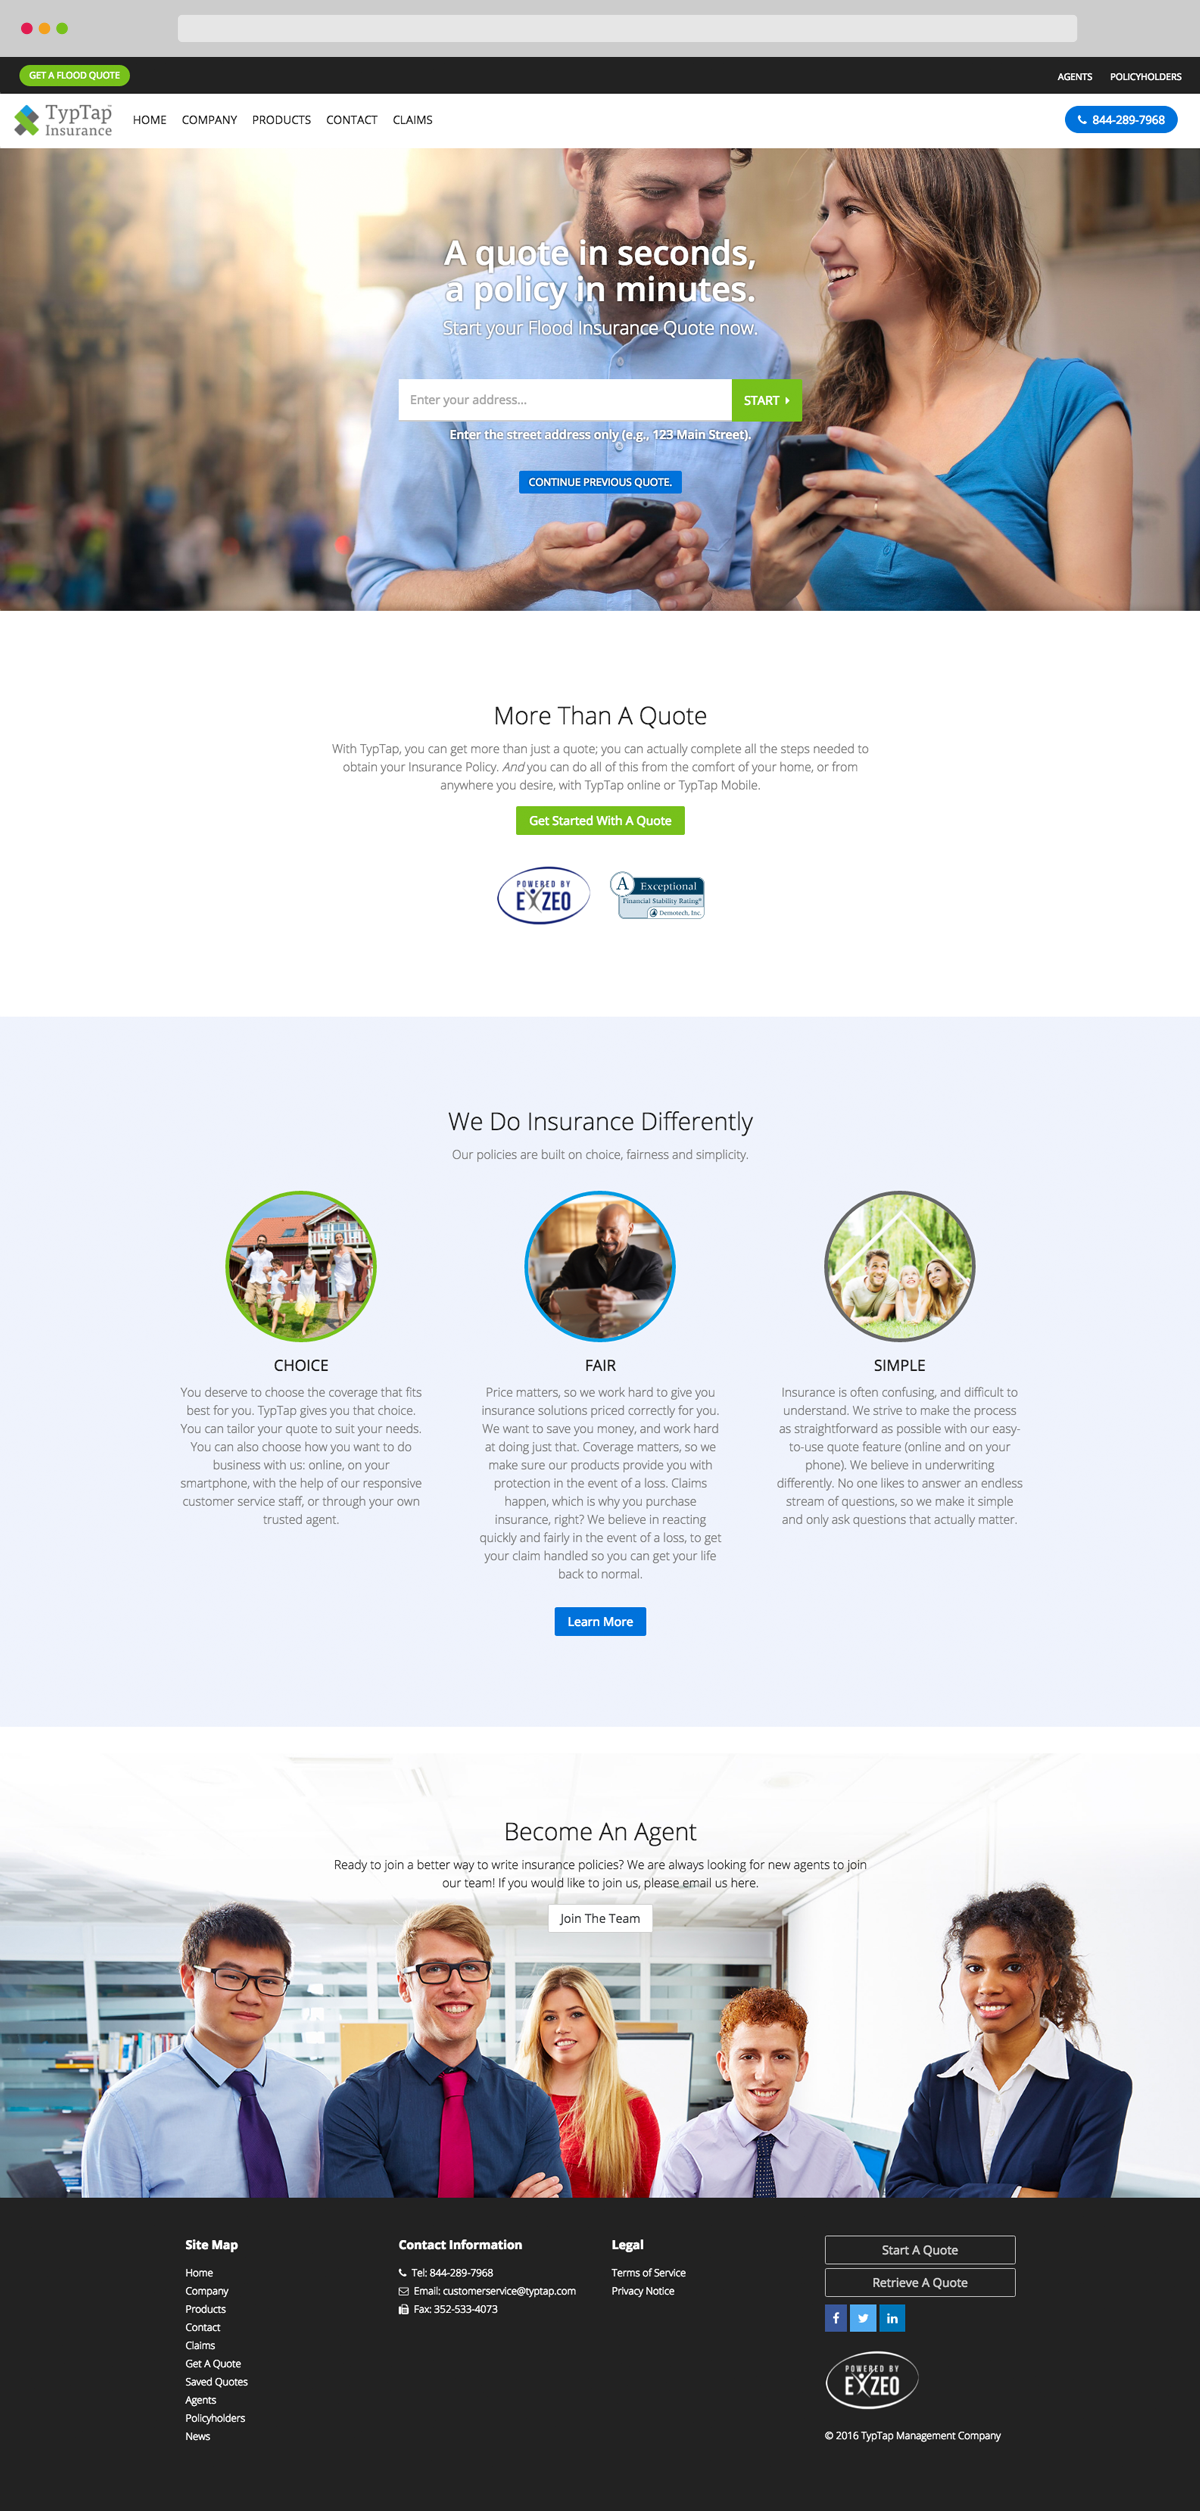 GET A FLOOD QUOTE
AGENTS POLICYHOLDERS
TypTap
Insurance
HOME COMPANY PRODUCTS CONTACT CLAIMS
844-289-7968
A quote in seconds,
a policy in minutes.
Start your Flood Insurance Quote now.
Enter your address...
START
Enter the street address only (e.g., 123 Main Street).
CONTINUE PREVIOUS QUOTE.
More Than A Quote
With TypTap, you can get more than just a quote; you can actually complete all the steps needed to
obtain your Insurance Policy. And you can do all of this from the comfort of your home, or from
anywhere you desire, with TypTap online or TypTap Mobile.
Get Started With A Quote
POWERED BY
EXZEO
A Exceptional
Financial Stability Rating®
Demotech, Inc.
We Do Insurance Differently
Our policies are built on choice, fairness and simplicity.
CHOICE
You deserve to choose the coverage that fits
best for you. TypTap gives you that choice.
You can tailor your quote to suit your needs.
You can also choose how you want to do
business with us: online, on your
smartphone, with the help of our responsive
customer service staff, or through your own
trusted agent.
FAIR
Price matters, so we work hard to give you
insurance solutions priced correctly for you.
We want to save you money, and work hard
at doing just that. Coverage matters, so we
make sure our products provide you with
protection in the event of a loss. Claims
happen, which is why you purchase
insurance, right? We believe in reacting
quickly and fairly in the event of a loss, to get
your claim handled so you can get your life
back to normal.
SIMPLE
Insurance is often confusing, and difficult to
understand. We strive to make the process
as straightforward as possible with our easy-
to-use quote feature (online and on your
phone). We believe in underwriting
differently. No one likes to answer an endless
stream of questions, so we make it simple
and only ask questions that actually matter.
Learn More
Become An Agent
Ready to join a better way to write insurance policies? We are always looking for new agents to join
our team! If you would like to join us, please email us here.
Join The Team
Site Map
Home
Company
Products
Contact
Claims
Get A Quote
Saved Quotes
Agents
Policyholders
News
Contact Information
Tel: 844-289-7968
Email: customerservice@typtap.com
Fax: 352-533-4073
Legal
Terms of Service
Privacy Notice
Start A Quote
Retrieve A Quote
POWERED BY
EXZEO
© 2016 TypTap Management Company